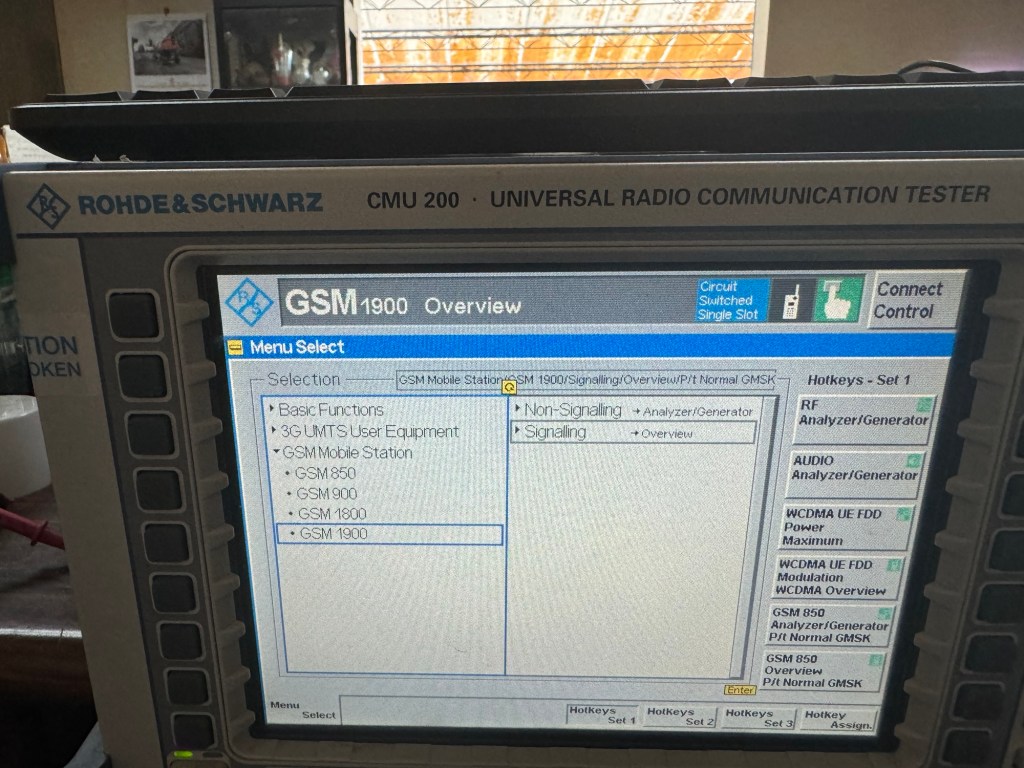 ROHDE&SCHWARZ CMU 200 · UNIVERSAL RADIO COMMUNICATION TESTER
TION
OKEN
GSM 1900 Overview
Circuit
Switched
Single Slot
Connect
Control
Menu Select
Selection
GSM Mobile Station/GSM 1900/Signalling/Overview/P/t Normal GMSK
Basic Functions
3G UMTS User Equipment
GSM Mobile Station
GSM 850
GSM 900
GSM 1800
GSM 1900
Non-Signalling → Analyzer/Generator
Signalling → Overview
Hotkeys - Set 1
RF
Analyzer/Generator
AUDIO
Analyzer/Generator
WCDMA UE FDD
Power
Maximum
WCDMA UE FDD
Modulation
WCDMA Overview
GSM 850
Analyzer/Generator
P/t Normal GMSK
GSM 850
Overview
P/t Normal GMSK
Enter
Menu
Select
Hotkeys
Set 1
Hotkeys
Set 2
Hotkeys
Set 3
Hotkey
Assign.